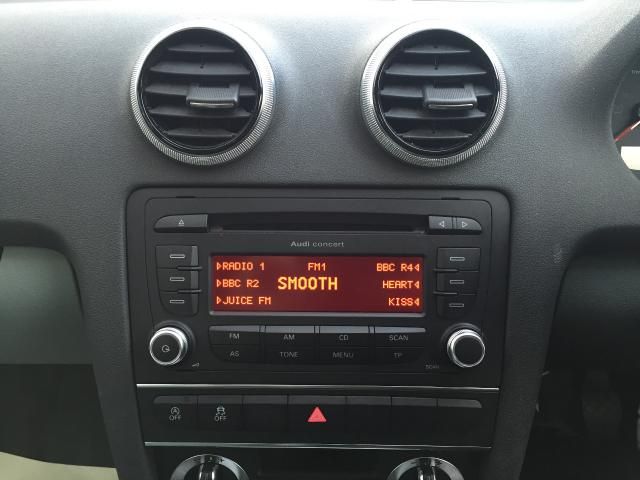 Audi concert
RADIO 1 FM1 BBC R4
BBC R2 SMOOTH HEART
JUICE FM KISS
FM AM CD SCAN
AS TONE MENU TP
SCAN
OFF OFF